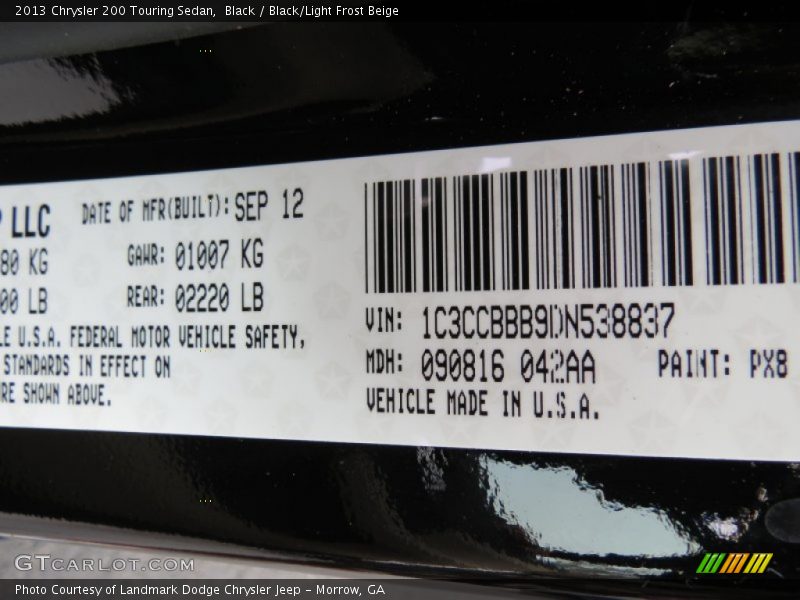 2013 Chrysler 200 Touring Sedan,  Black / Black/Light Frost Beige
P LLC DATE OF MFR(BUILT): SEP 12
80 KG GAWR: 01007 KG
00 LB REAR: 02220 LB
LE U.S.A. FEDERAL MOTOR VEHICLE SAFETY,
STANDARDS IN EFFECT ON
RE SHOWN ABOVE.
VIN: 1C3CCBBB9DN538837
MDH: 090816 042AA PAINT: PX8
VEHICLE MADE IN U.S.A.
GTCARLOT.COM
Photo Courtesy of Landmark Dodge Chrysler Jeep – Morrow, GA